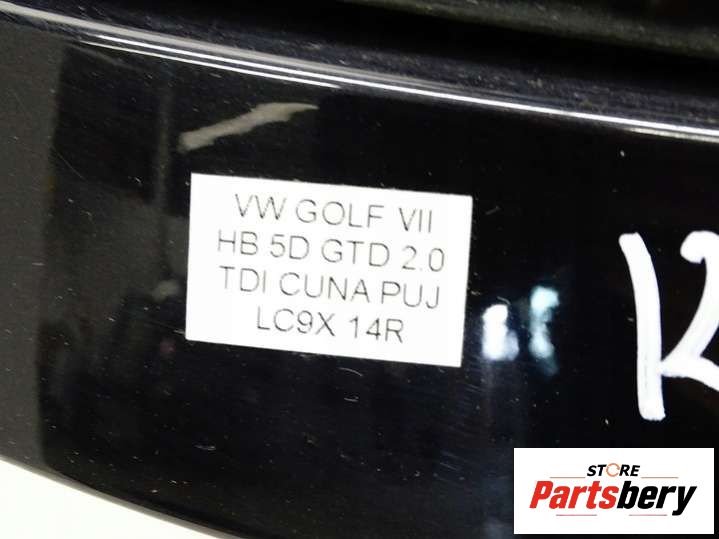 VW GOLF VII
HB 5D GTD 2.0
TDI CUNA PUJ
LC9X 14R
STORE
Partsbery